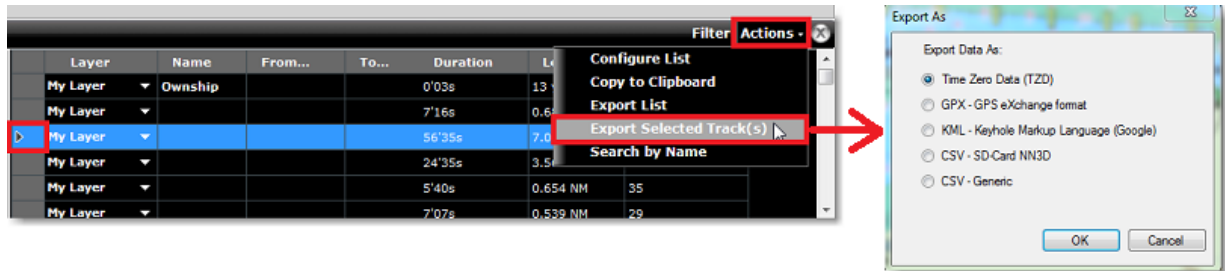 Filter Actions
Layer Name From... To... Duration
My Layer Ownship 0'03s 13
My Layer 7'16s
My Layer 56'35s 7.0
My Layer 24'35s
My Layer 5'40s 0.654 NM 35
My Layer 7'07s 0.539 NM 29
Configure List
Copy to Clipboard
Export List
Export Selected Track(s)
Search by Name
Export As
Export Data As:
Time Zero Data (TZD)
GPX - GPS eXchange format
KML - Keyhole Markup Language (Google)
CSV - SD-Card NN3D
CSV - Generic
OK Cancel